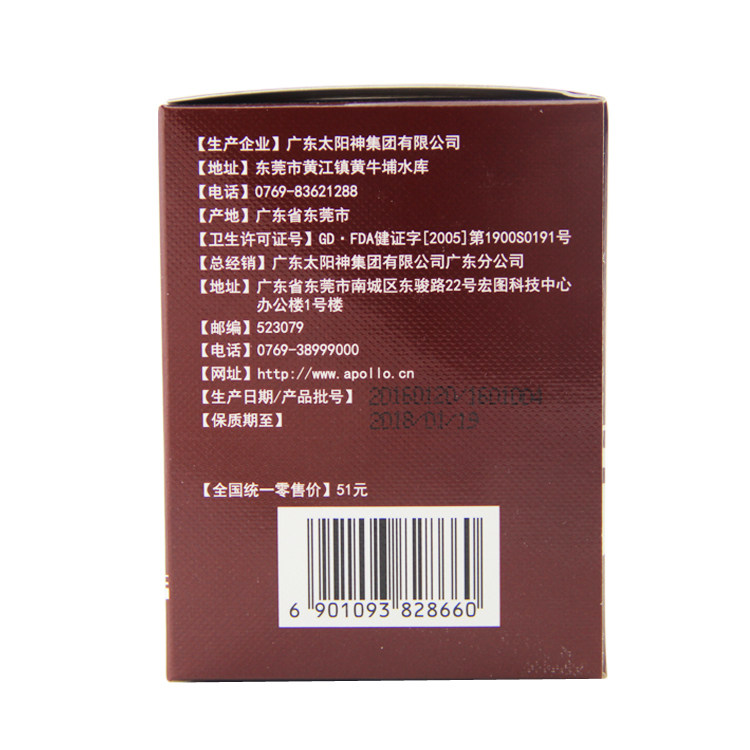 【生产企业】广东太阳神集团有限公司
【地址】东莞市黄江镇黄牛埔水库
【电话】0769-83621288
【产地】广东省东莞市
【卫生许可证号】GD·FDA健证字[2005]第1900S0191号
【总经销】广东太阳神集团有限公司广东分公司
【地址】广东省东莞市南城区东骏路22号宏图科技中心
办公楼1号楼
【邮编】523079
【电话】0769-38999000
【网址】http://www.apollo.cn
【生产日期/产品批号】20160120/1601004
【保质期至】2018/01/19
【全国统一零售价】51元
6 901093 828660